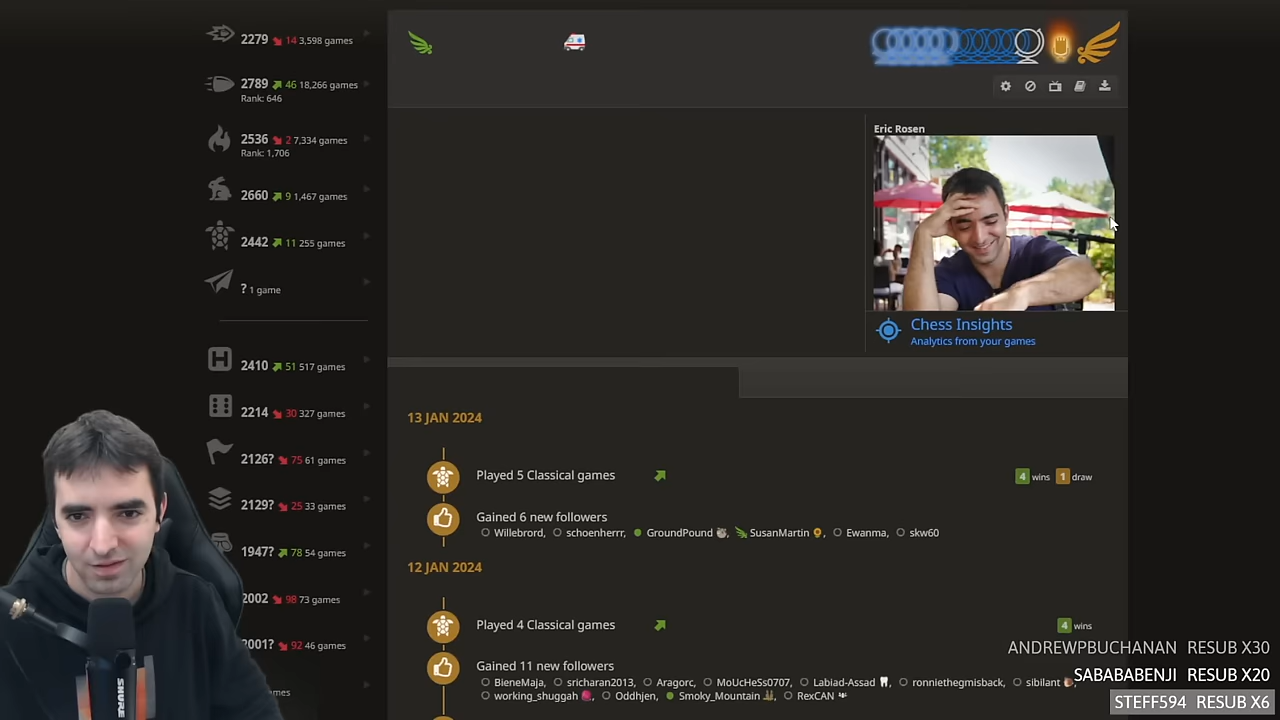 2279 14 3,598 games
2789 46 18,266 games
Rank: 646
2536 2 7,334 games
Rank: 1,706
2660 9 1,467 games
2442 11 255 games
? 1 game
2410 51 517 games
2214 30 327 games
2126? 75 61 games
2129? 25 33 games
1947? 78 54 games
2002 98 73 games
2001? 92 46 games
mes
Eric Rosen
Chess Insights
Analytics from your games
13 JAN 2024
Played 5 Classical games
4 wins 1 draw
Gained 6 new followers
Willebrord, schoenherrr, GroundPound, SusanMartin, Ewanma, skw60
12 JAN 2024
Played 4 Classical games
4 wins
Gained 11 new followers
BieneMaja, sricharan2013, Aragorc, MoUcHeSs0707, Labiad-Assad, ronniethegmisback, sibilant,
working_shuggah, Oddhjen, Smoky_Mountain, RexCAN
ANDREWPBUCHANAN RESUB X30
SABABABENJI RESUB X20
STEFF594 RESUB X6
SHURE